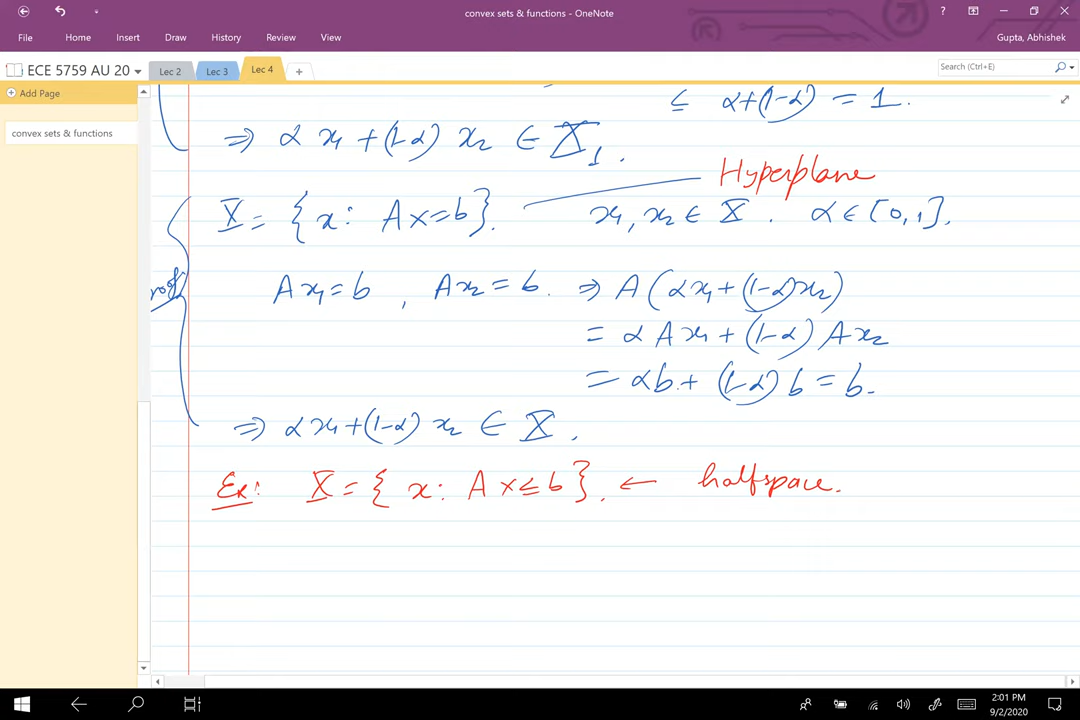 convex sets & functions - OneNote
?
File Home Insert Draw History Review View
Gupta, Abhishek
ECE 5759 AU 20
Lec 2 Lec 3 Lec 4 +
Search (Ctrl+E)
Add Page
convex sets & functions
≤ α+(1-α) = 1.
⇒ α x₁ + (1-α) x₂ ∈ X₁.
Hyperplane
X = { x: Ax=b}. x₁, x₂ ∈ X. α ∈ [0,1].
Ax₁=b, Ax₂=b. ⇒ A(αx₁+(1-α)x₂)
= α Ax₁ + (1-α) Ax₂
= αb + (1-α) b = b.
⇒ αx₁+(1-α) x₂ ∈ X.
Ex: X = { x: Ax≤b}. ← halfspace.
2:01 PM
9/2/2020